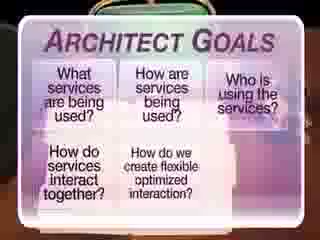 ARCHITECT GOALS
What
services
are being
used?
How are
services
being
used?
Who is
using the
services?
How do
services
interact
together?
How do we
create flexible
optimized
interaction?